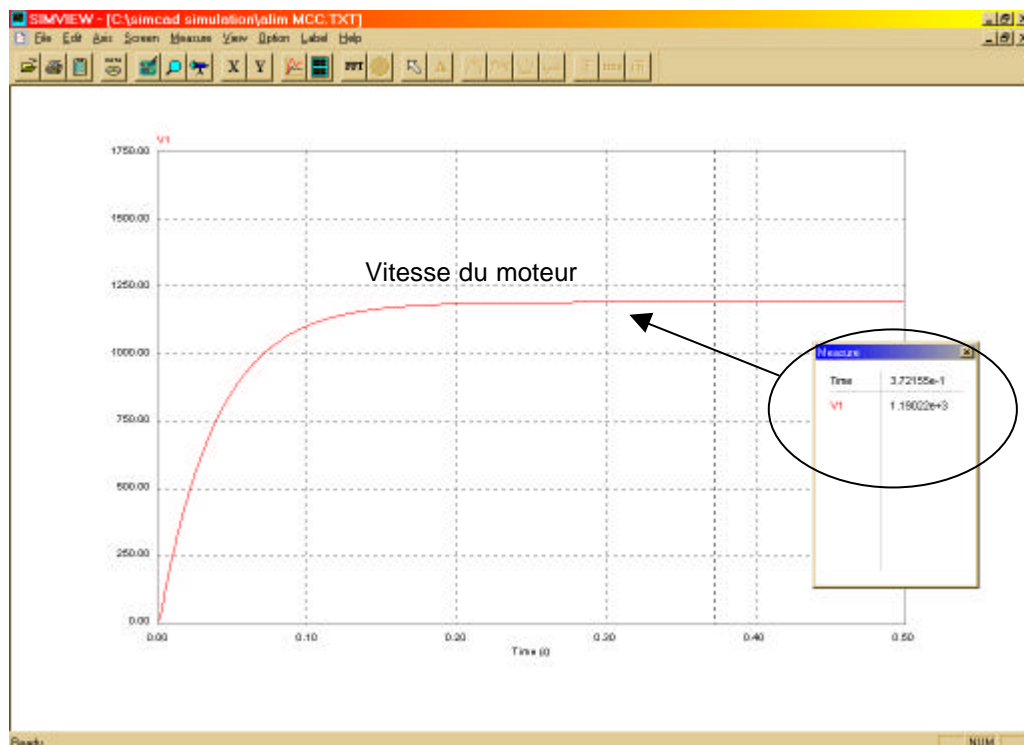 SIMVIEW - [C:\simcad simulation\alim MCC.TXT]
File Edit Axis Screen Measure View Option Label Help
X Y FFT
V1
1750.00
1500.00
1250.00
1000.00
750.00
500.00
250.00
0.00
Vitesse du moteur
Measure
Time 3.72155e-1
V1 1.19022e+3
0.00 0.10 0.20 0.30 0.40 0.50
Time (s)
Ready NUM